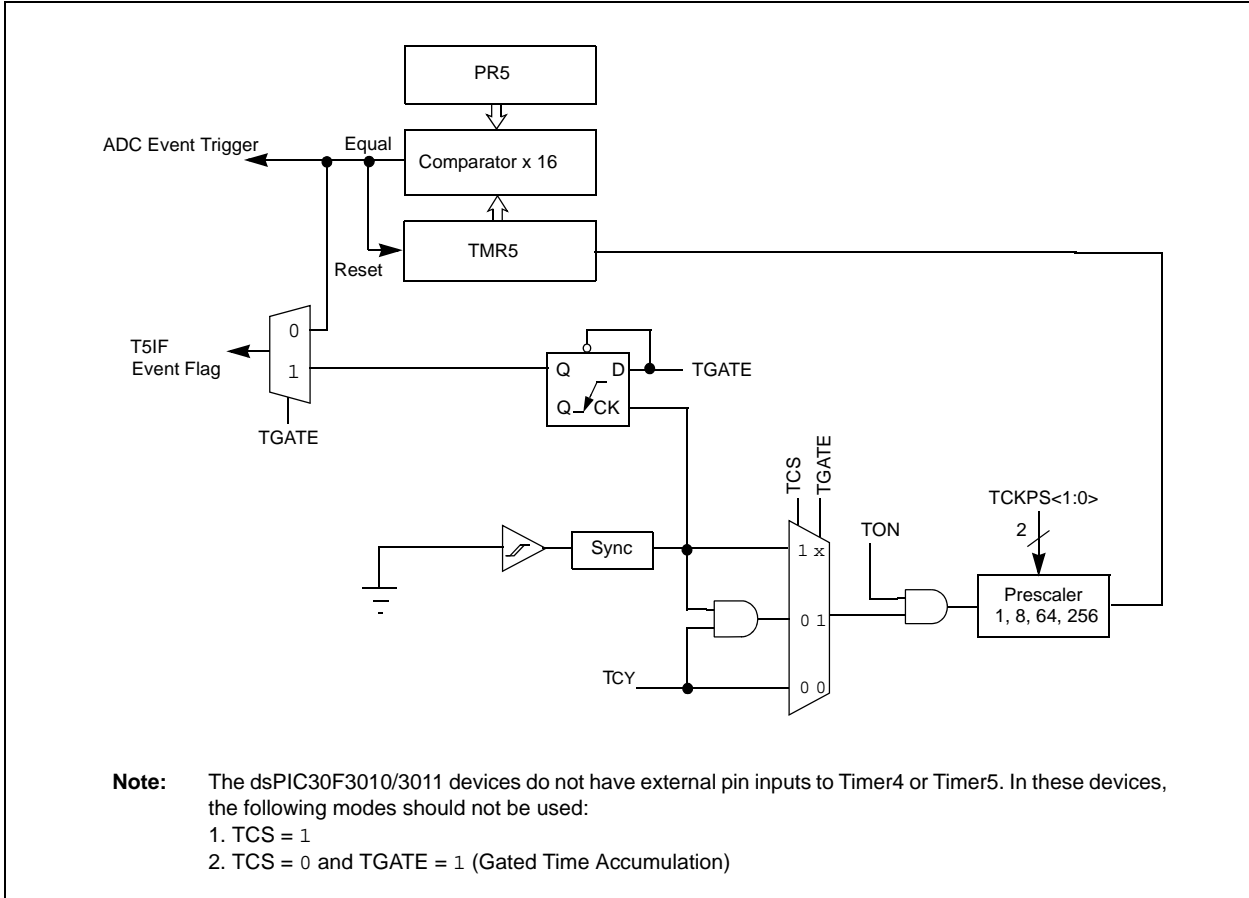 PR5
ADC Event Trigger
Equal
Comparator x 16
TMR5
Reset
0
T5IF
Event Flag
1
TGATE
Q D
Q CK
TGATE
TCS
TGATE
TCKPS<1:0>
2
TON
Sync
1 x
Prescaler
1, 8, 64, 256
0 1
TCY
0 0
Note: The dsPIC30F3010/3011 devices do not have external pin inputs to Timer4 or Timer5. In these devices,
the following modes should not be used:
1. TCS = 1
2. TCS = 0 and TGATE = 1 (Gated Time Accumulation)